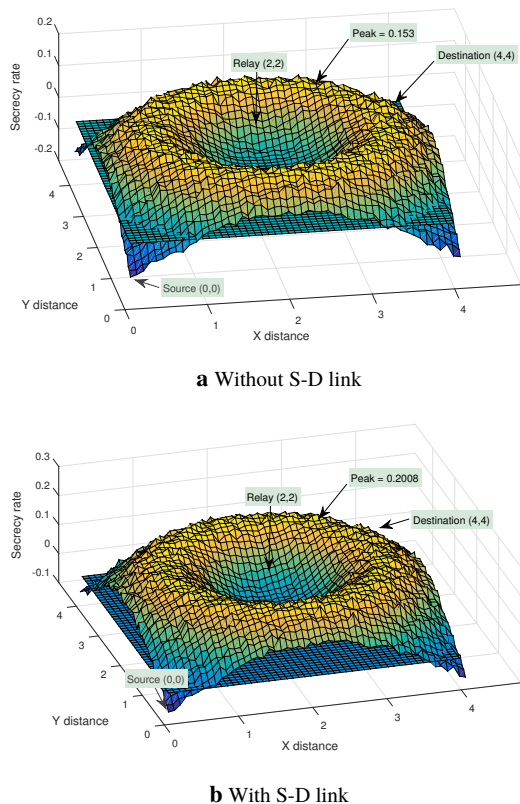 0.2
0.1
0
-0.1
-0.2
Secrecy rate
Relay (2,2)
Peak = 0.153
Destination (4,4)
Source (0,0)
4
3
2
1
0
Y distance
0
1
2
3
4
X distance
a Without S-D link
0.3
0.2
0.1
0
-0.1
Secrecy rate
Relay (2,2)
Peak = 0.2008
Destination (4,4)
Source (0,0)
4
3
2
1
0
Y distance
0
1
2
3
4
X distance
b With S-D link